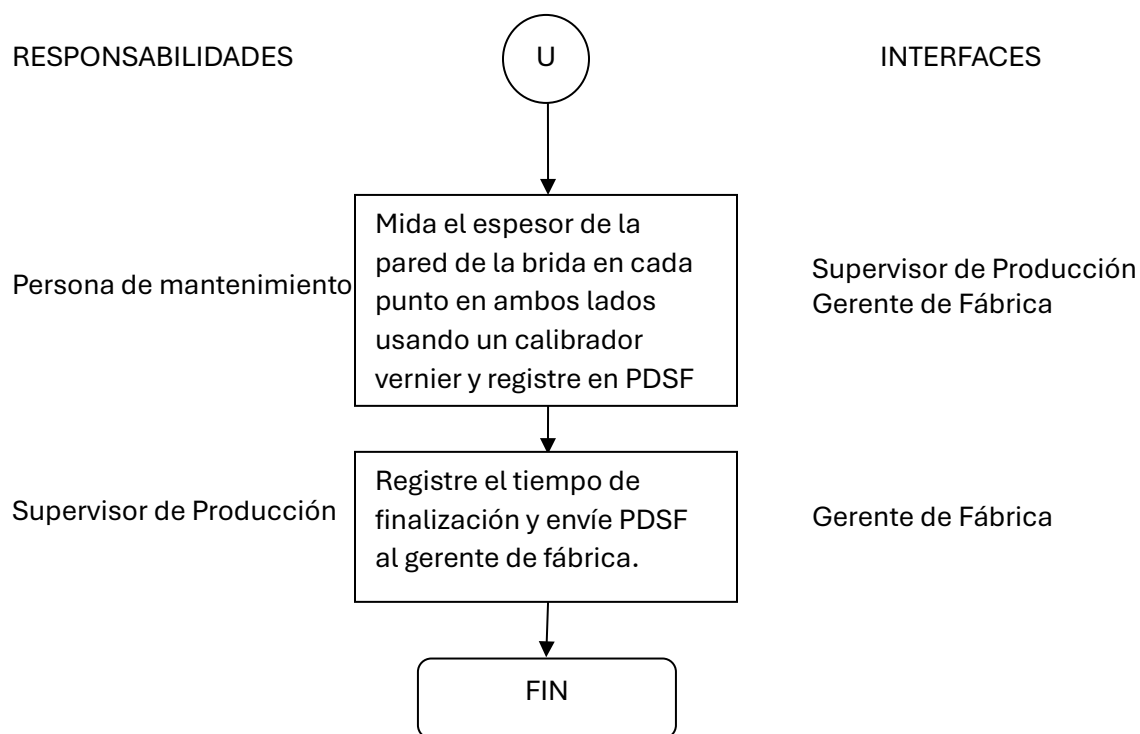 RESPONSABILIDADES
U
INTERFACES
Persona de mantenimiento
Mida el espesor de la
pared de la brida en cada
punto en ambos lados
usando un calibrador
vernier y registre en PDSF
Supervisor de Producción
Gerente de Fábrica
Supervisor de Producción
Registre el tiempo de
finalización y envíe PDSF
al gerente de fábrica.
Gerente de Fábrica
FIN